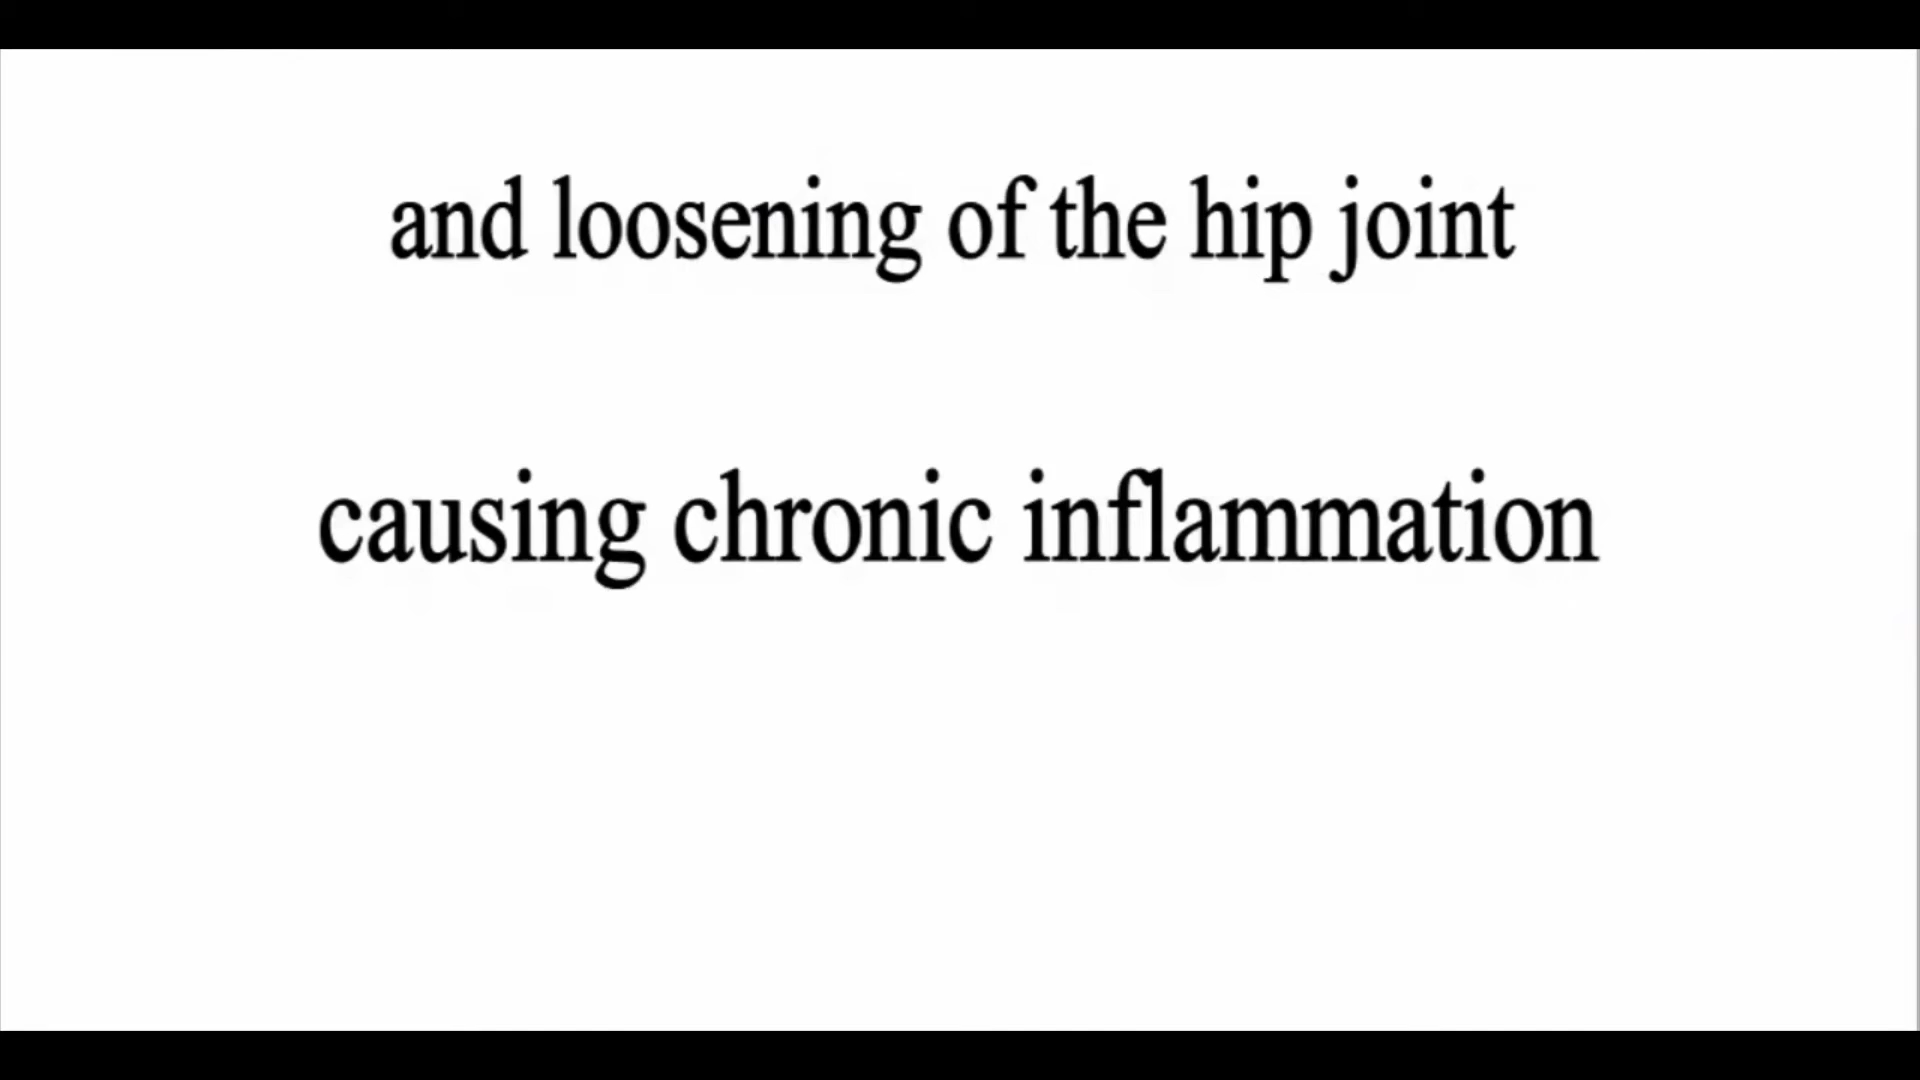 and loosening of the hip joint
causing chronic inflammation